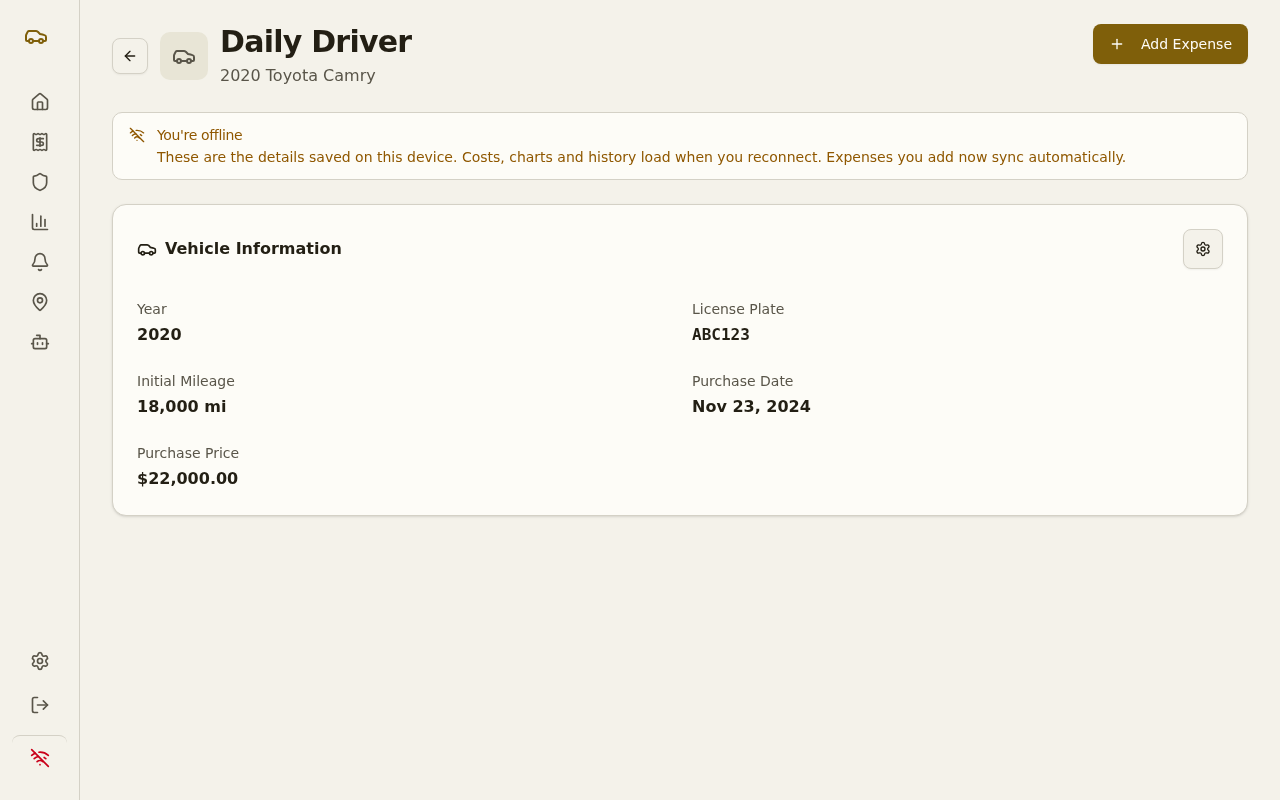 Daily Driver
2020 Toyota Camry
Add Expense
You're offline
These are the details saved on this device. Costs, charts and history load when you reconnect. Expenses you add now sync automatically.
Vehicle Information
Year
2020
License Plate
ABC123
Initial Mileage
18,000 mi
Purchase Date
Nov 23, 2024
Purchase Price
$22,000.00